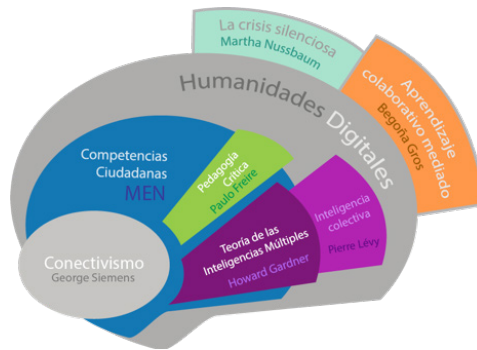 La crisis silenciosa
Martha Nussbaum
Aprendizaje
colaborativo mediado
Begoña Gros
Humanidades Digitales
Competencias
Ciudadanas
MEN
Pedagogía
Crítica
Paulo Freire
Teoría de las
Inteligencias Múltiples
Howard Gardner
Inteligencia
colectiva
Pierre Lévy
Conectivismo
George Siemens